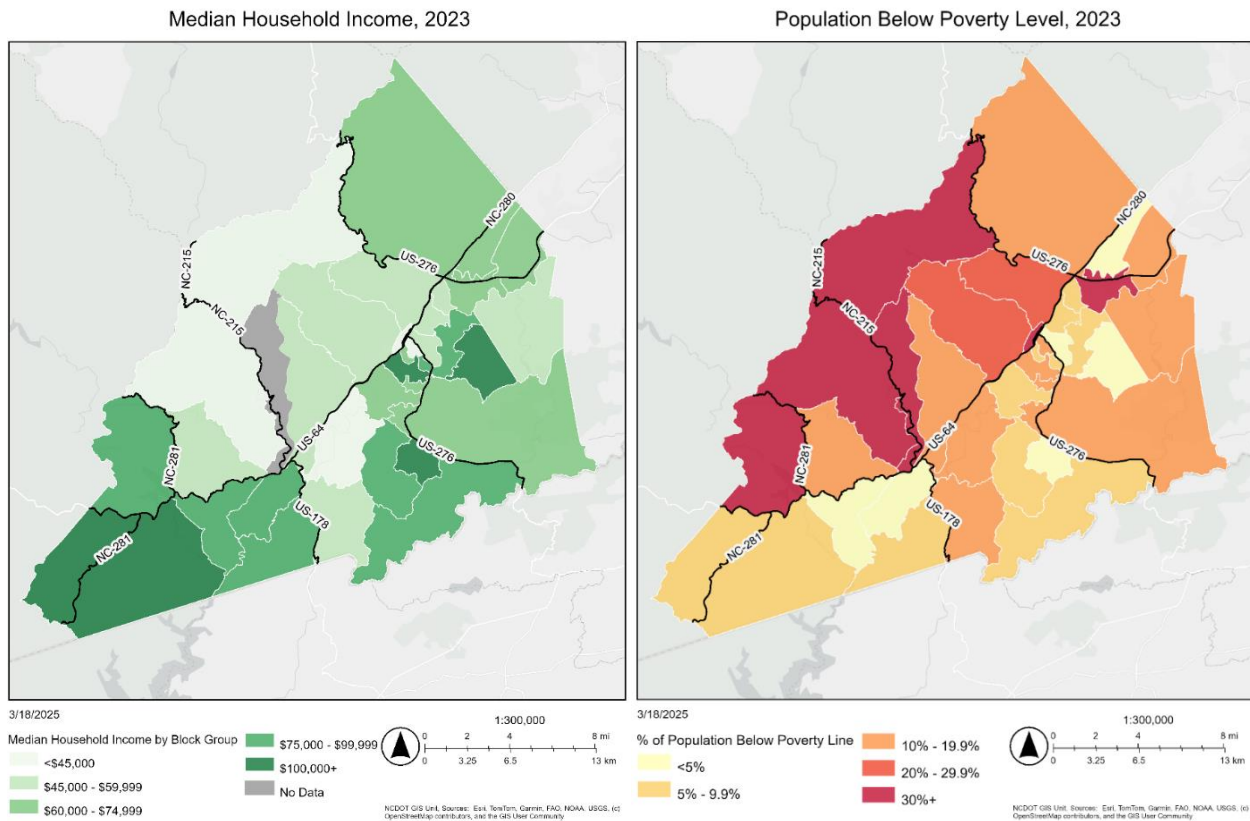 Median Household Income, 2023
NC-280
US-276
NC-215
NC-215
US-64
US-276
NC-281
US-178
NC-281
3/18/2025
1:300,000
Median Household Income by Block Group
<$45,000
$45,000 - $59,999
$60,000 - $74,999
$75,000 - $99,999
$100,000+
No Data
0 2 4 8 mi
0 3.25 6.5 13 km
NCDOT GIS Unit, Sources: Esri, TomTom, Garmin, FAO, NOAA, USGS, (c)
OpenStreetMap contributors, and the GIS User Community
Population Below Poverty Level, 2023
NC-280
US-276
NC-215
NC-215
US-64
US-276
NC-281
US-178
NC-281
3/18/2025
1:300,000
% of Population Below Poverty Line
<5%
5% - 9.9%
10% - 19.9%
20% - 29.9%
30%+
0 2 4 8 mi
0 3.25 6.5 13 km
NCDOT GIS Unit, Sources: Esri, TomTom, Garmin, FAO, NOAA, USGS, (c)
OpenStreetMap contributors, and the GIS User Community